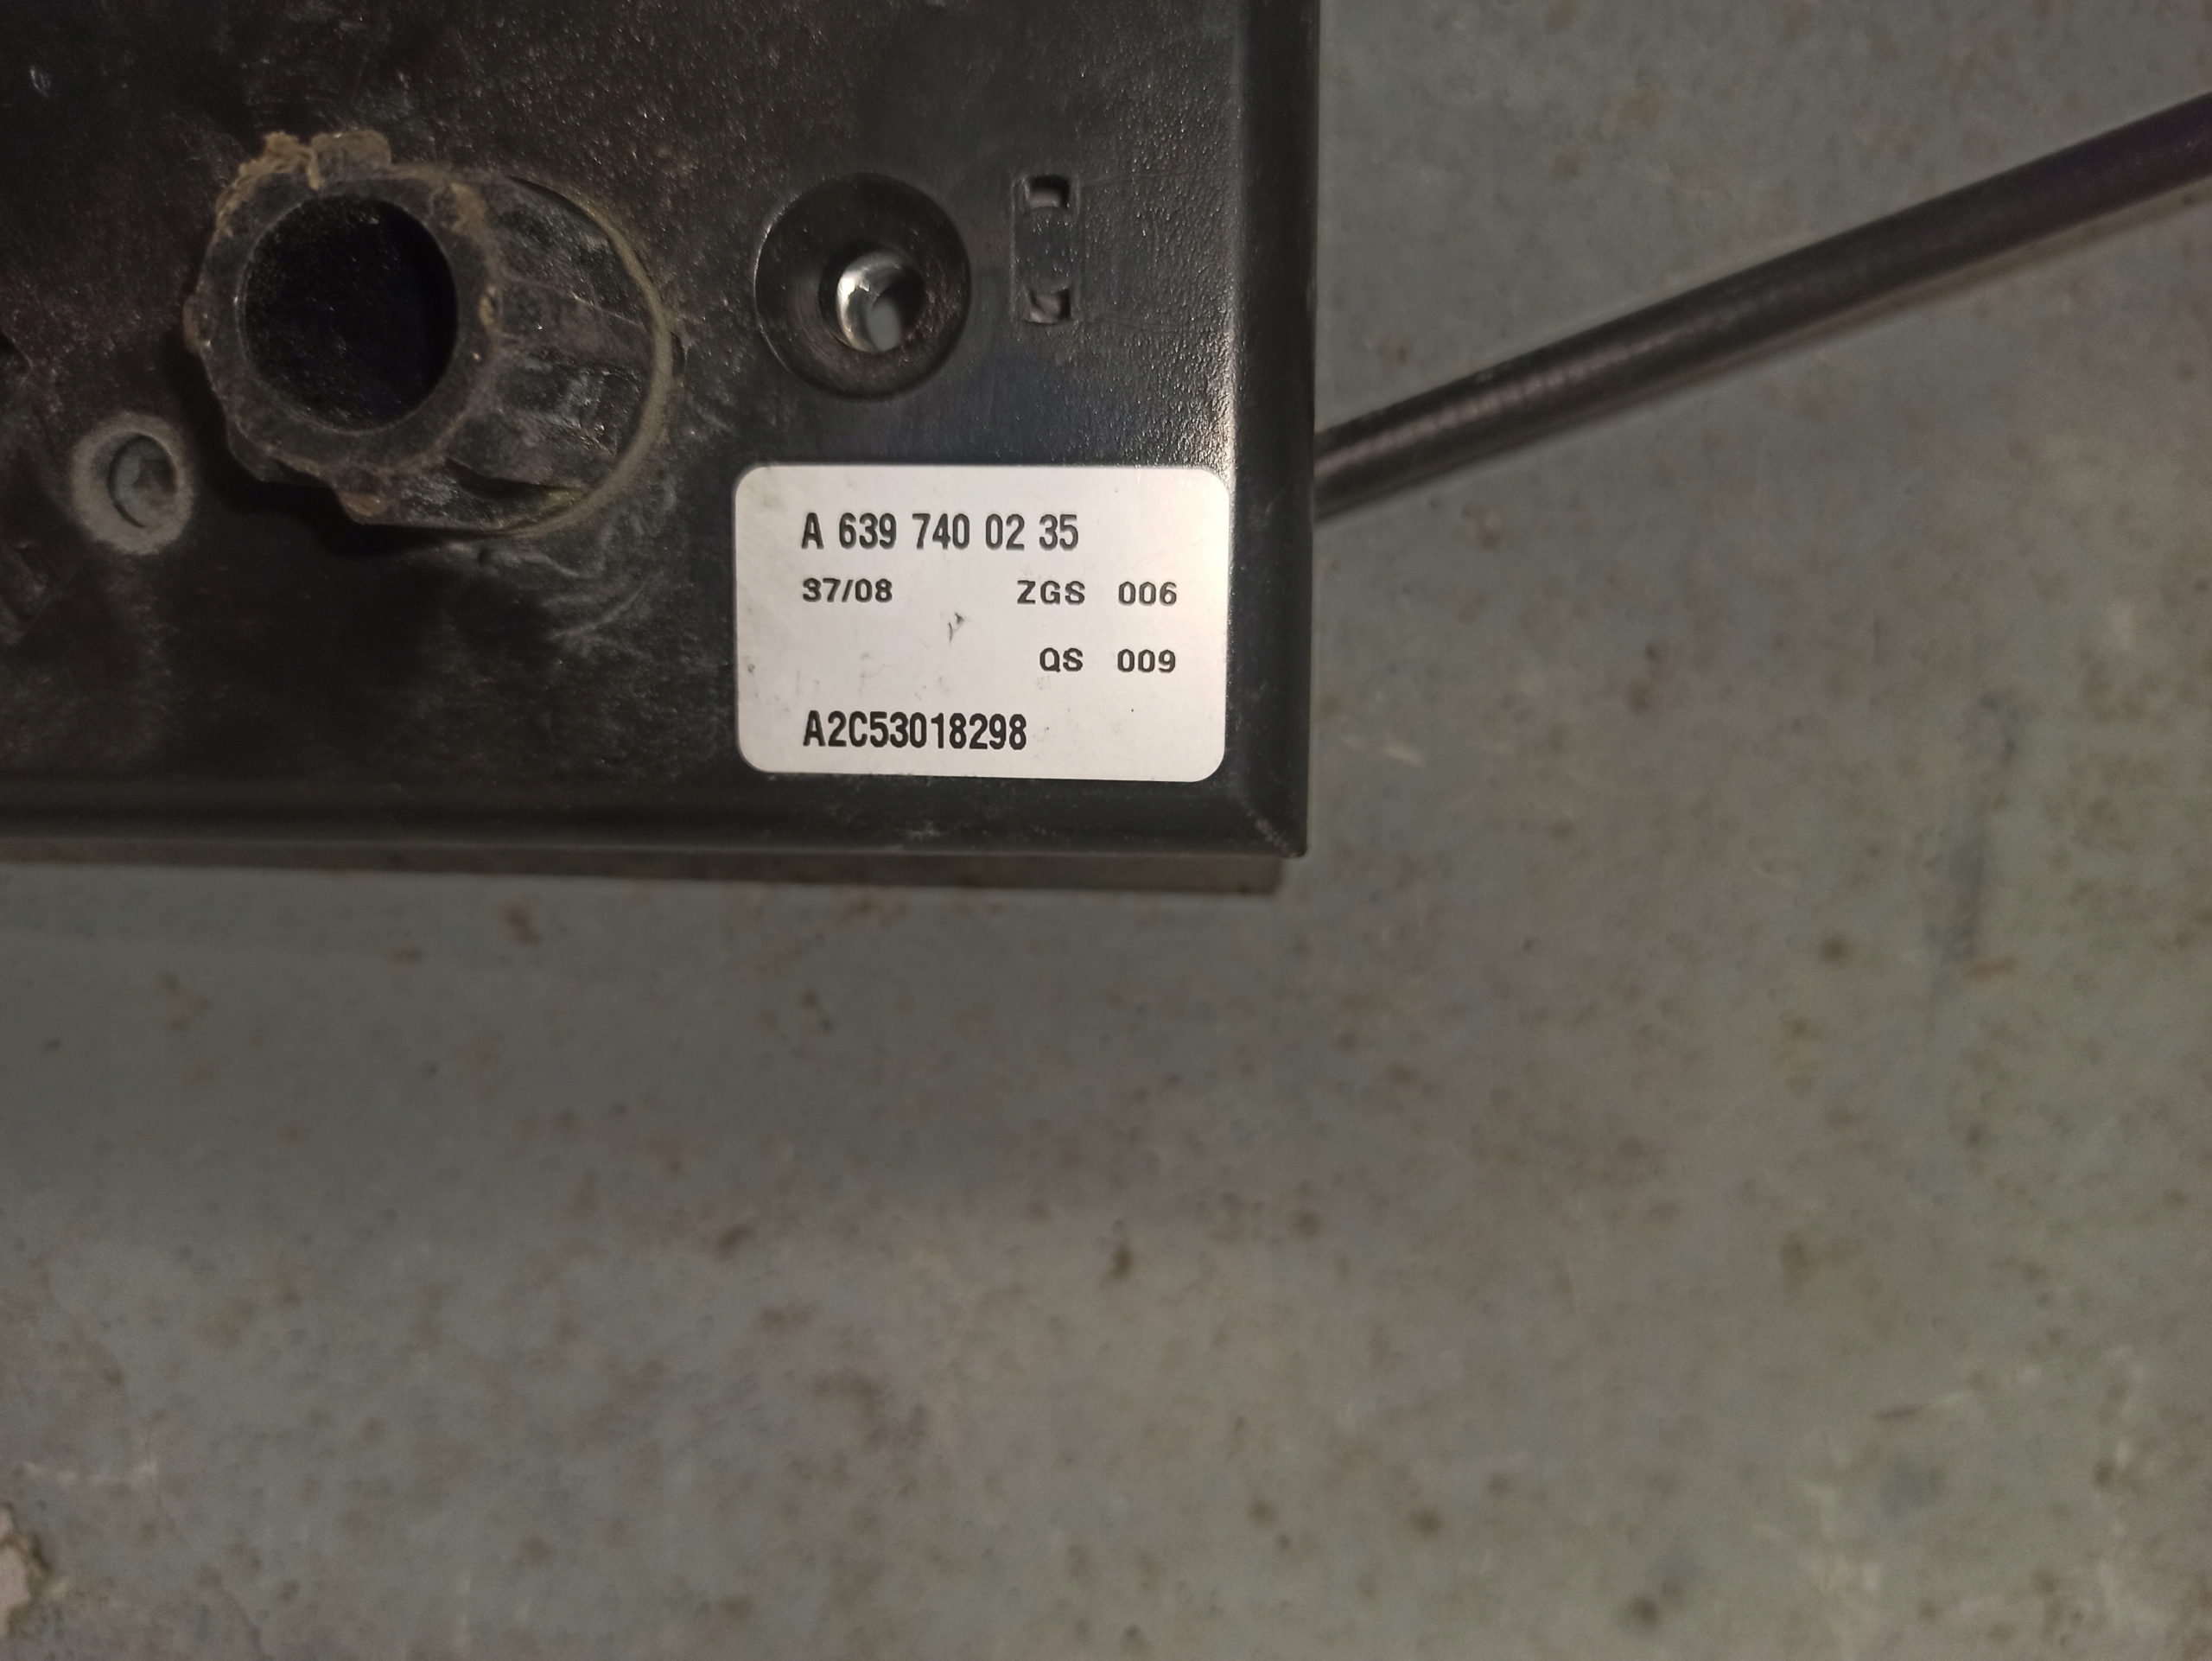 A 639 740 02 35
37/08 ZGS 006
QS 009
A2C53018298